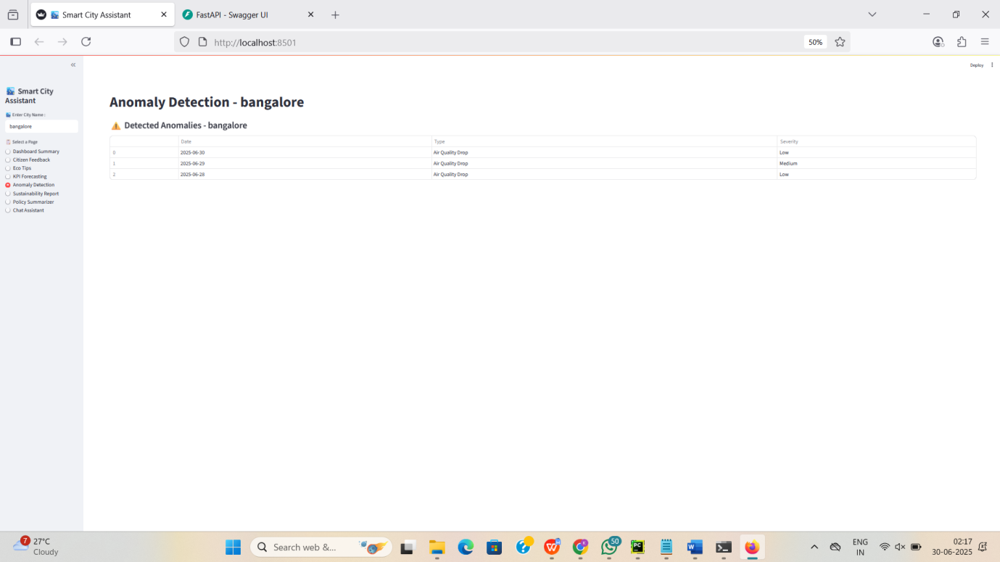 Smart City Assistant
FastAPI - Swagger UI
http://localhost:8501
50%
Deploy
Smart City
Assistant
Enter City Name :
bangalore
Select a Page
Dashboard Summary
Citizen Feedback
Eco Tips
KPI Forecasting
Anomaly Detection
Sustainability Report
Policy Summarizer
Chat Assistant
Anomaly Detection - bangalore
Detected Anomalies - bangalore
Date Type Severity
0 2025-06-30 Air Quality Drop Low
1 2025-06-29 Air Quality Drop Medium
2 2025-06-28 Air Quality Drop Low
7
27°C
Cloudy
Search web &...
K
50
PC
W
ENG
IN
02:17
30-06-2025